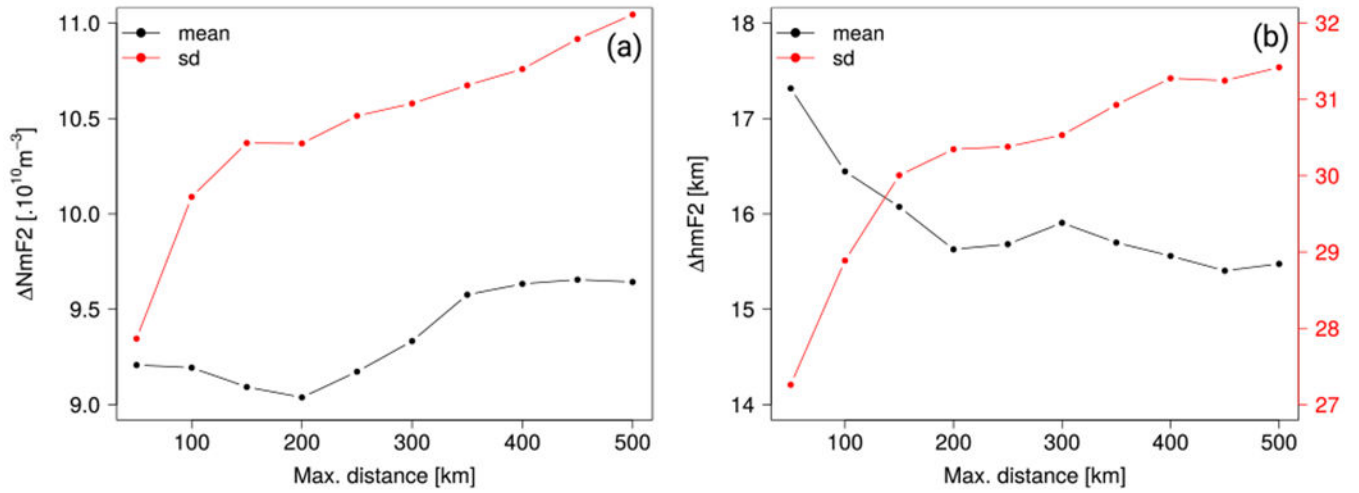 (a)
mean
sd
11.0
10.5
10.0
9.5
9.0
ΔNmF2 [.10¹⁰m⁻³]
100 200 300 400 500
Max. distance [km]
(b)
mean
sd
18
17
16
15
14
ΔhmF2 [km]
32
31
30
29
28
27
100 200 300 400 500
Max. distance [km]